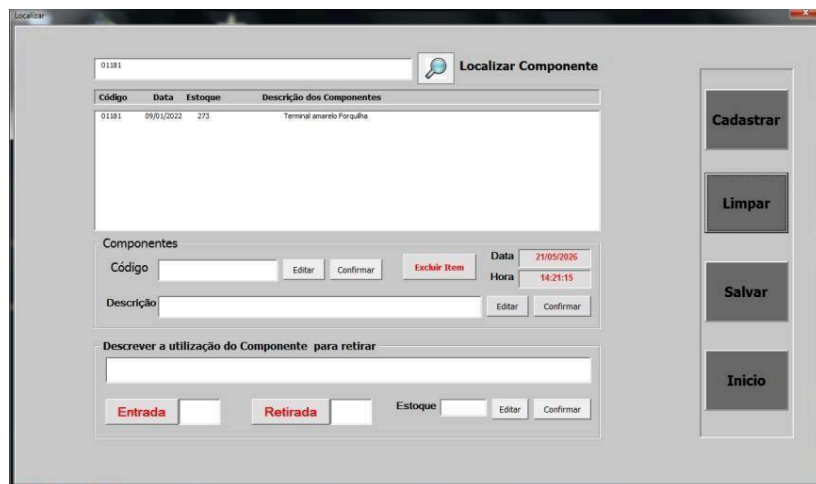 Localizar
01181
Localizar Componente
Código Data Estoque Descrição dos Componentes
01181 09/01/2022 273 Terminal amarelo Forquilha
Componentes
Código
Editar
Confirmar
Excluir Item
Data
21/05/2026
Hora
14:21:15
Descrição
Editar
Confirmar
Descrever a utilização do Componente para retirar
Entrada
Retirada
Estoque
Editar
Confirmar
Cadastrar
Limpar
Salvar
Inicio